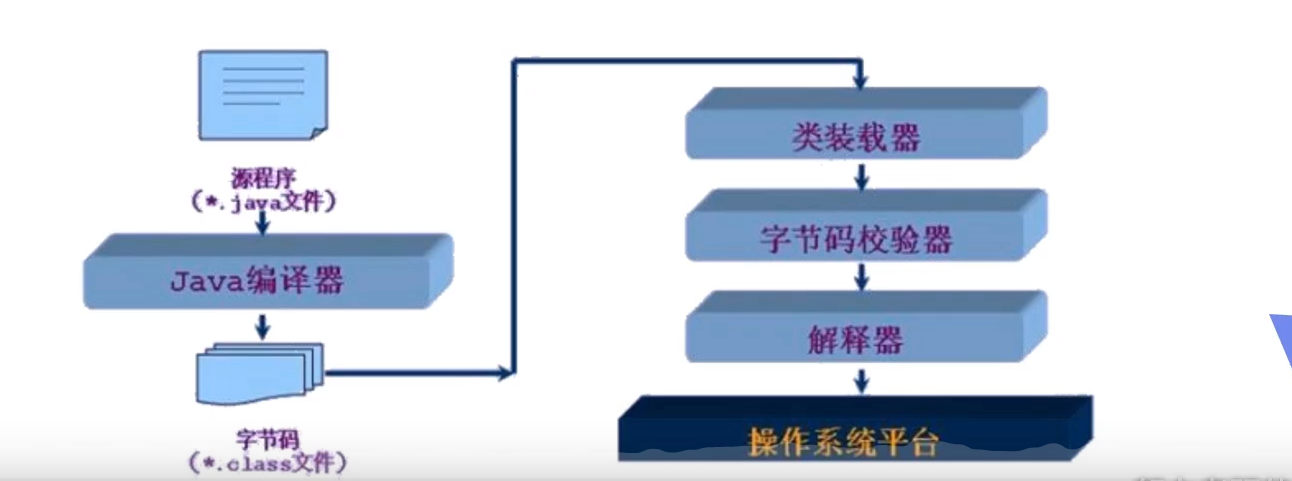 源程序
(*.java文件)
Java编译器
字节码
(*.class文件)
类装载器
字节码校验器
解释器
操作系统平台